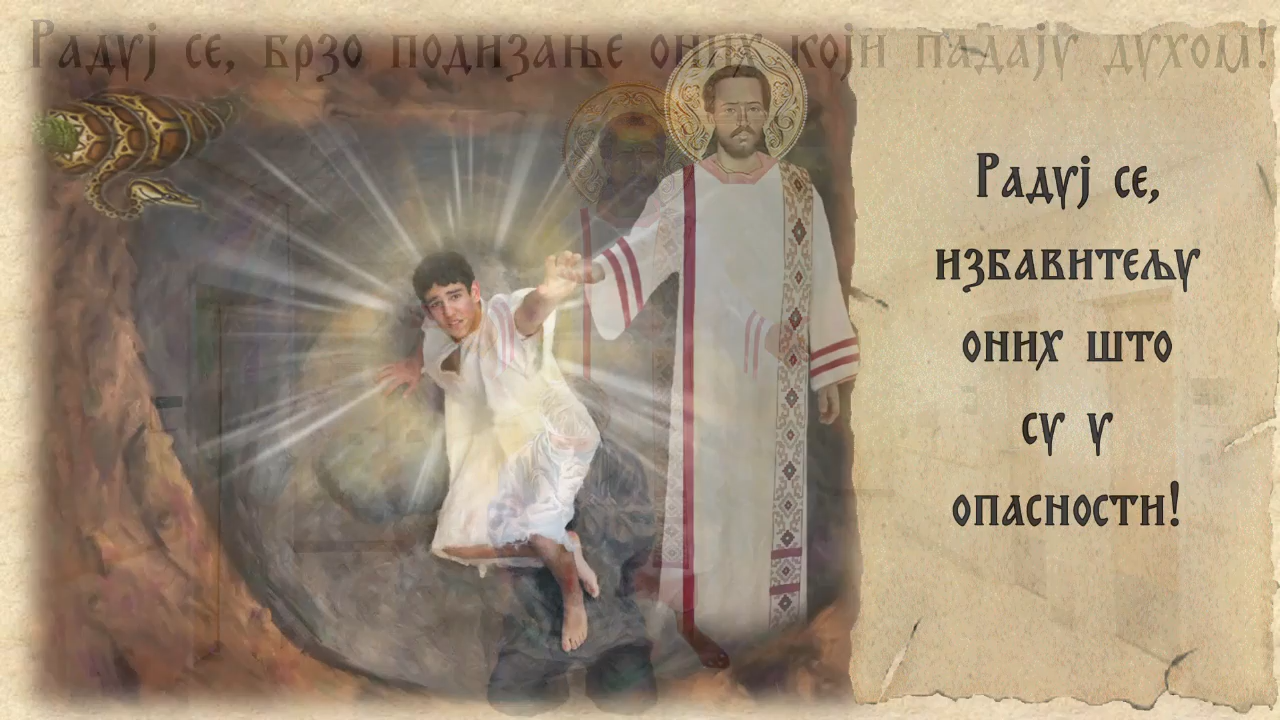 Радуј се, брзо подизање оних који падају духом!
Радуј се,
избавитељу
оних што
су у
опасности!